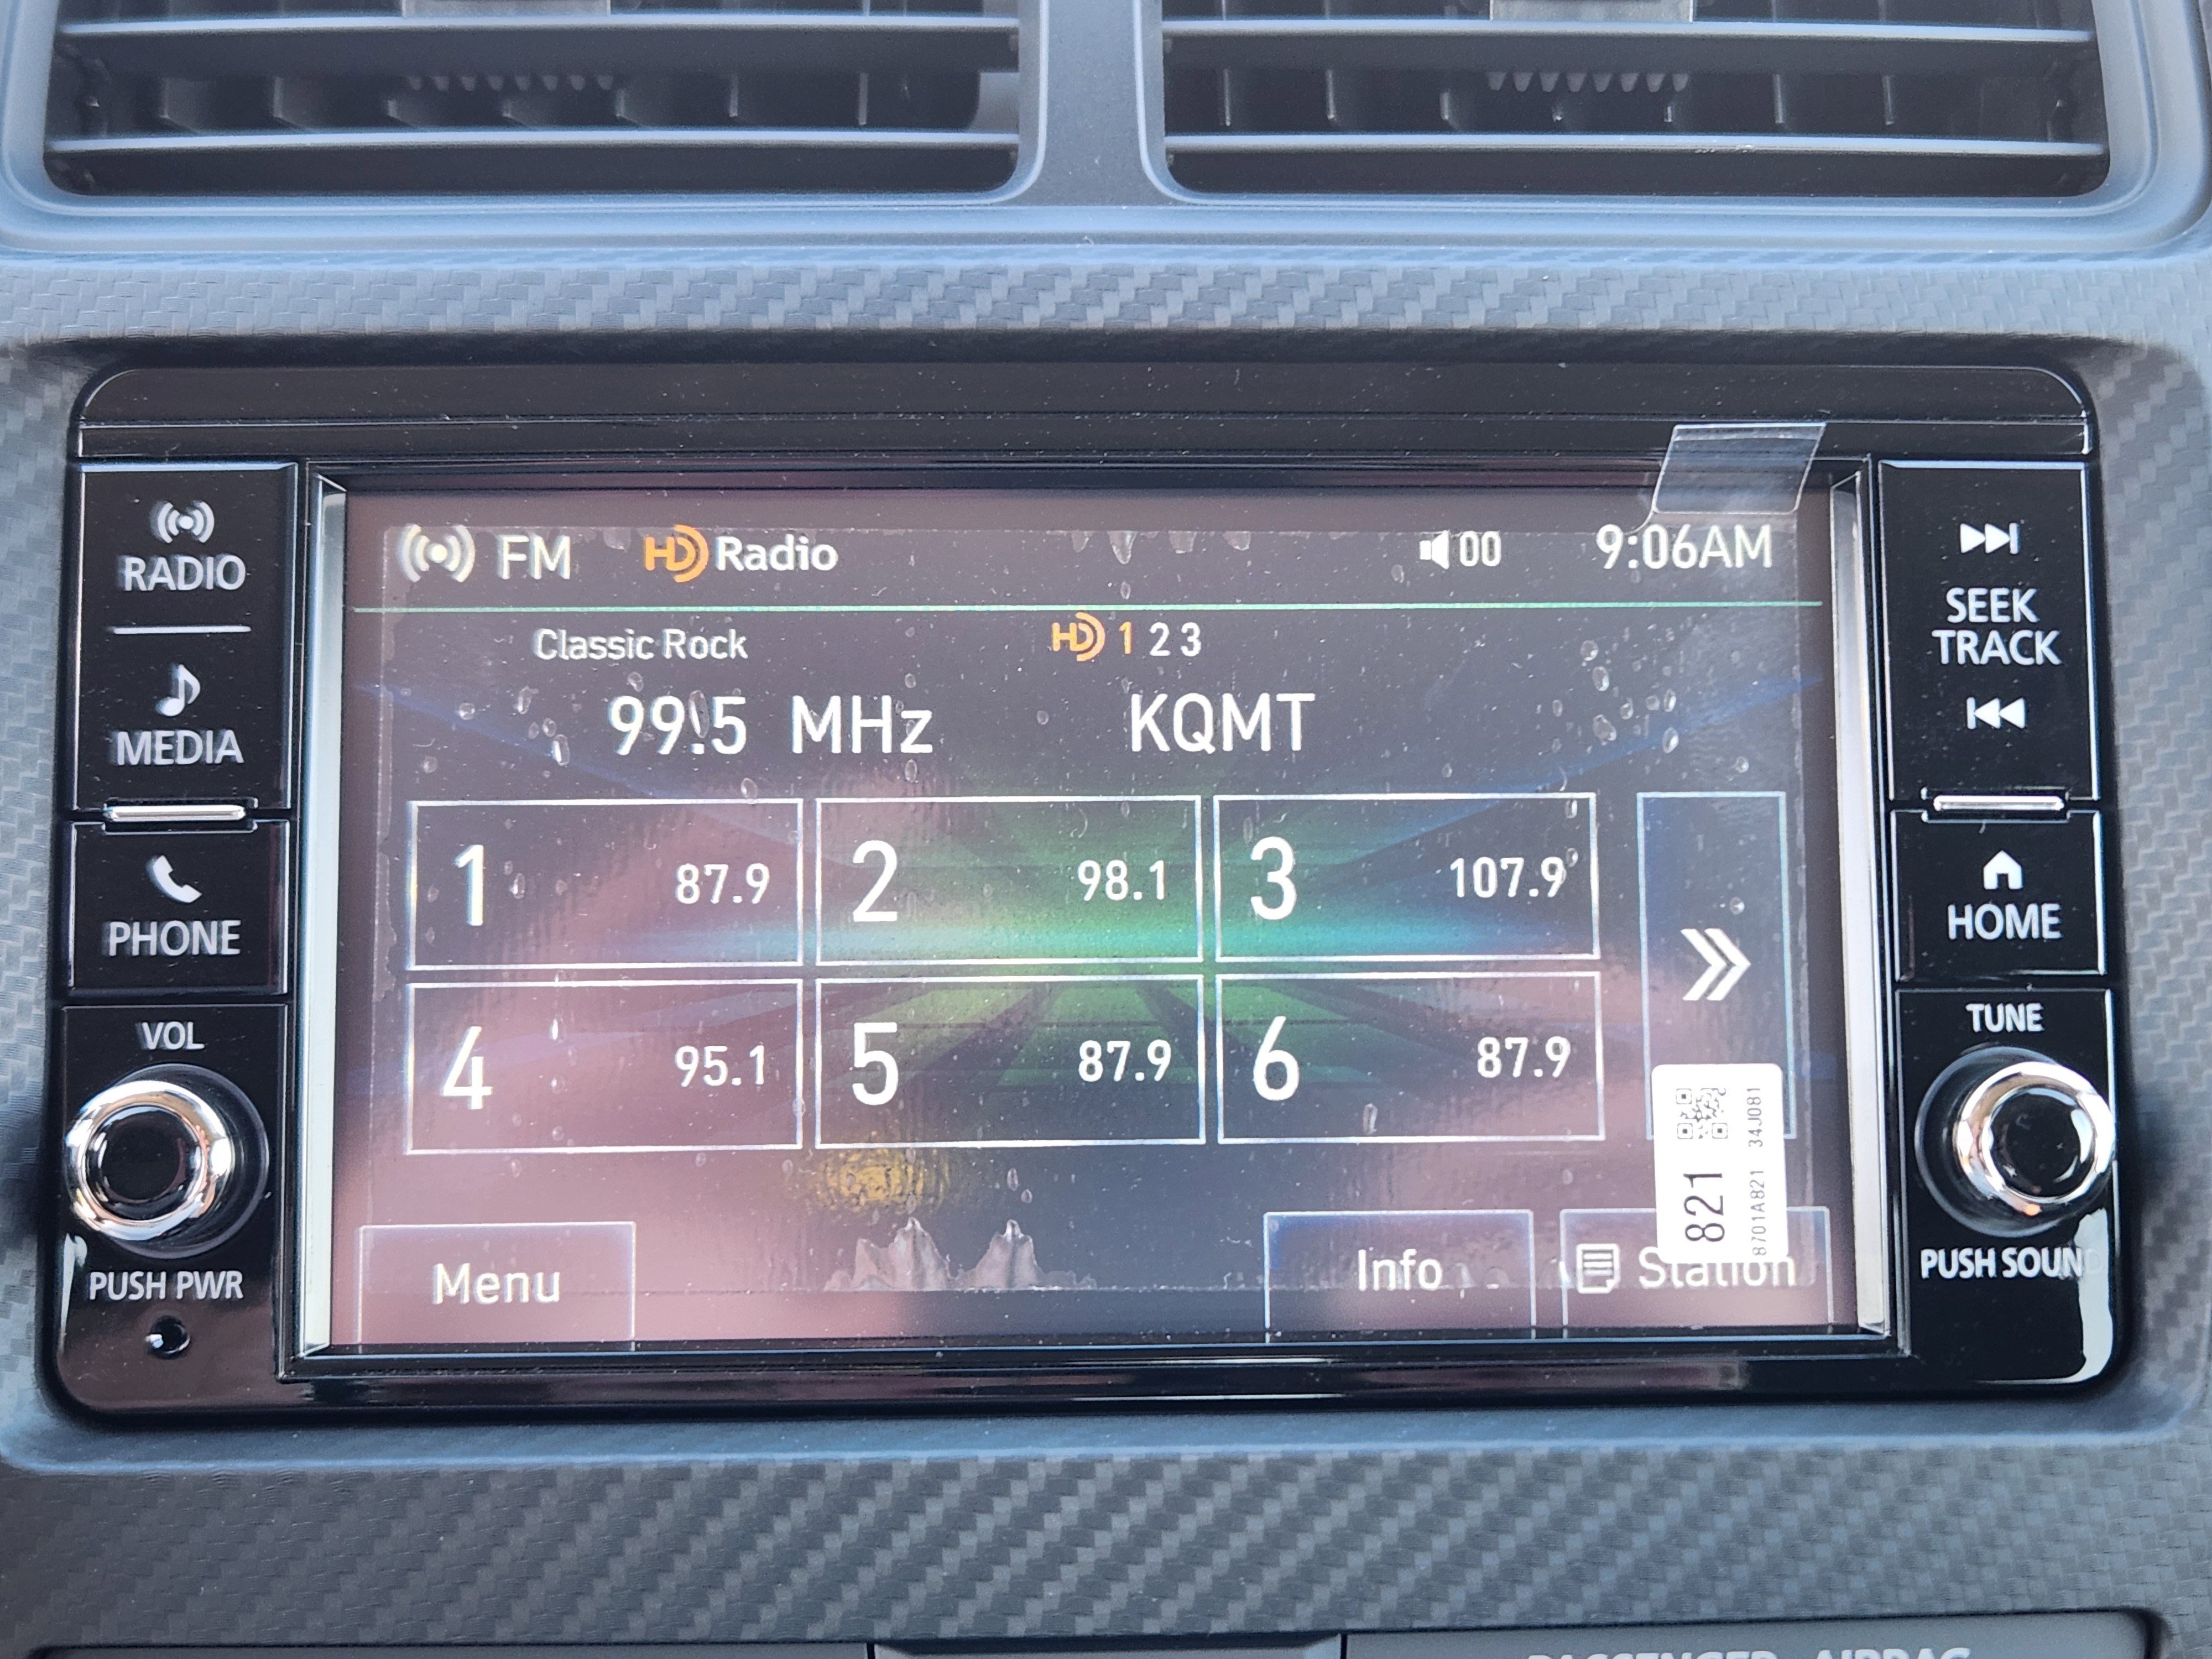 RADIO
MEDIA
PHONE
VOL
PUSH PWR
FM HD Radio 00 9:06AM
Classic Rock HD 1 2 3
99.5 MHz KQMT
1 87.9
2 98.1
3 107.9
4 95.1
5 87.9
6 87.9
Menu
Info
Station
821
8701A821 34J081
SEEK
TRACK
HOME
TUNE
PUSH SOUND
PASSENGER AIRBAG